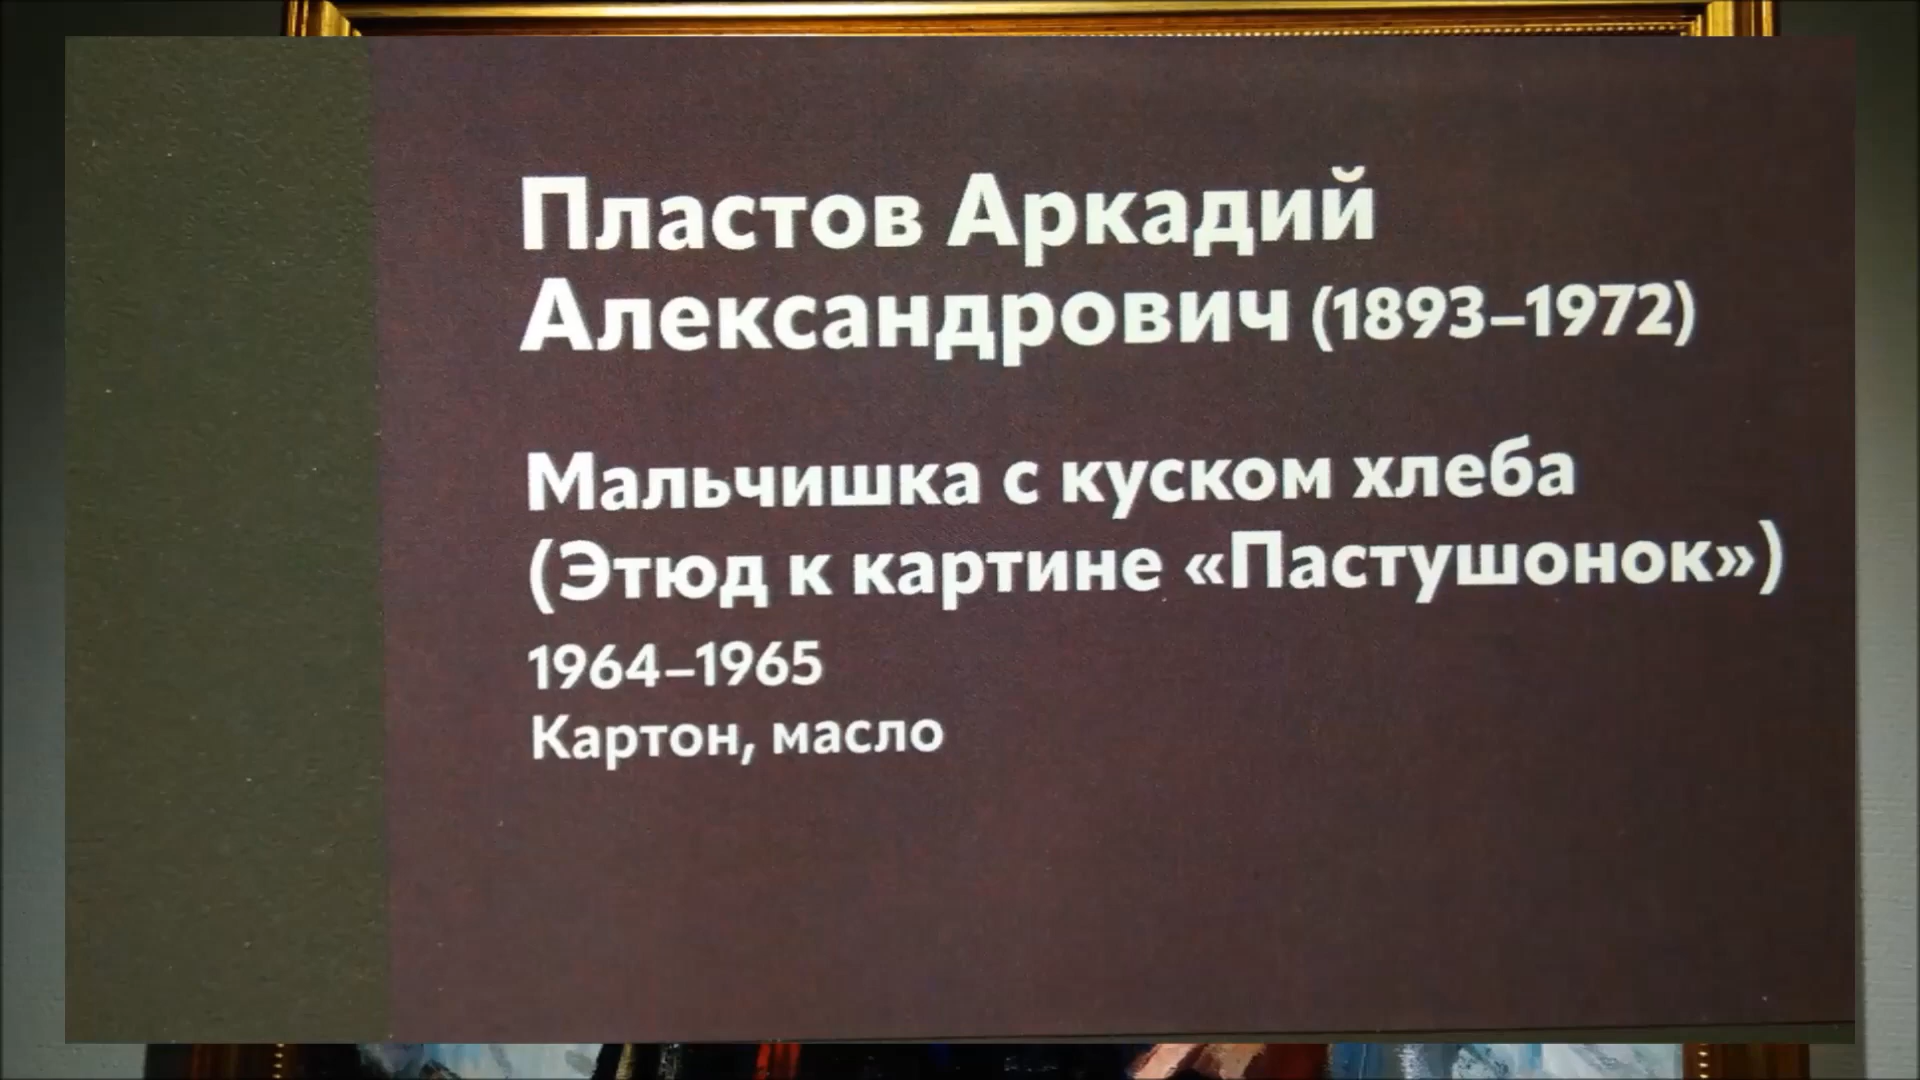 Пластов Аркадий
Александрович (1893–1972)
Мальчишка с куском хлеба
(Этюд к картине «Пастушонок»)
1964–1965
Картон, масло